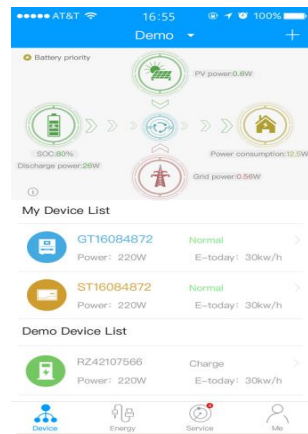 AT&T 16:55 100%
Demo
Battery priority
PV power:0.8W
SOC:80%
Discharge power:26W
Power consumption:12.5W
Grid power:0.56W
My Device List
GT16084872 Normal
Power: 220W E-today: 30kw/h
ST16084872 Normal
Power: 220W E-today: 30kw/h
Demo Device List
RZ42107566 Charge
Power: 220W E-today: 30kw/h
Device Energy Service Me